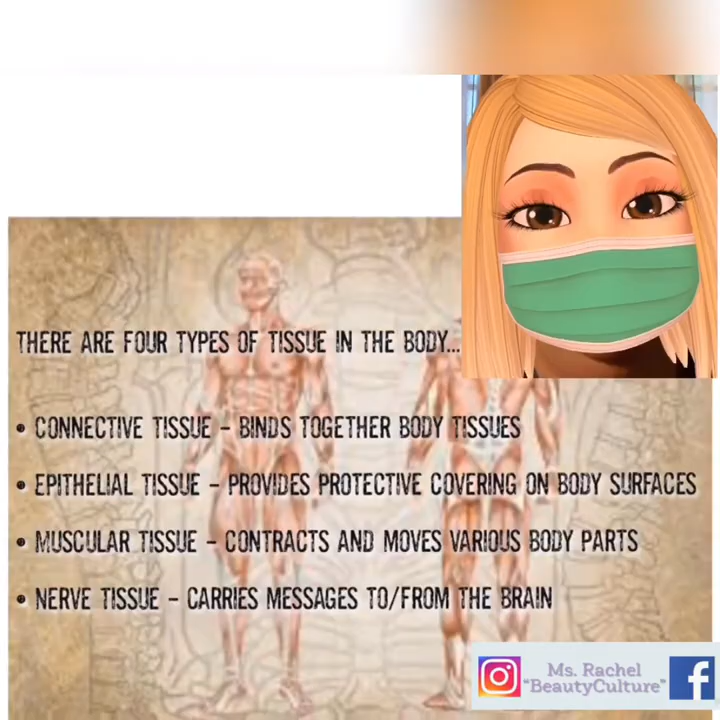 THERE ARE FOUR TYPES OF TISSUE IN THE BODY...
• CONNECTIVE TISSUE - BINDS TOGETHER BODY TISSUES
• EPITHELIAL TISSUE - PROVIDES PROTECTIVE COVERING ON BODY SURFACES
• MUSCULAR TISSUE - CONTRACTS AND MOVES VARIOUS BODY PARTS
• NERVE TISSUE - CARRIES MESSAGES TO/FROM THE BRAIN
Ms. Rachel
"BeautyCulture"